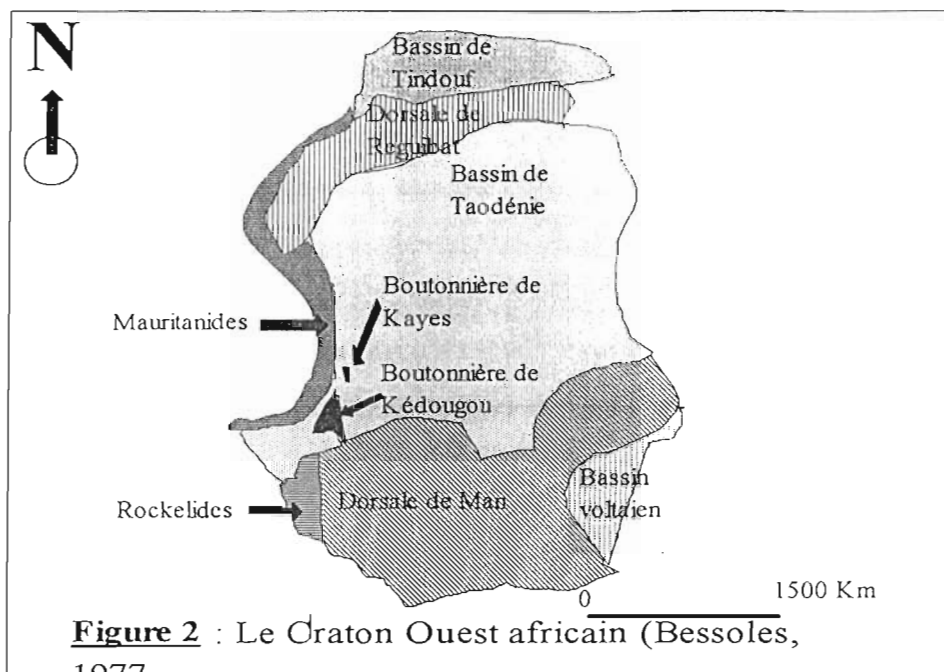 N
Bassin de
Tindouf
Dorsale de
Reguibat
Bassin de
Taodénie
Boutonnière de
Kayes
Mauritanides
Boutonnière de
Kédougou
Bassin
voltaien
Dorsale de Man
Rockelides
0 1500 Km
Figure 2 : Le Craton Ouest africain (Bessoles,
1977